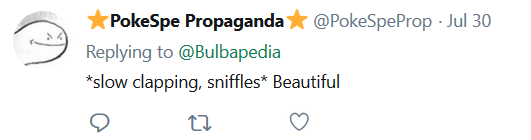 ⭐PokeSpe Propaganda⭐ @PokeSpeProp · Jul 30
Replying to @Bulbapedia
*slow clapping, sniffles* Beautiful